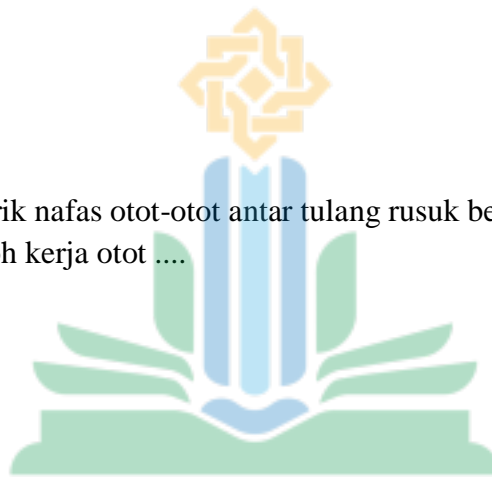 rik nafas otot-otot antar tulang rusuk be
h kerja otot ....